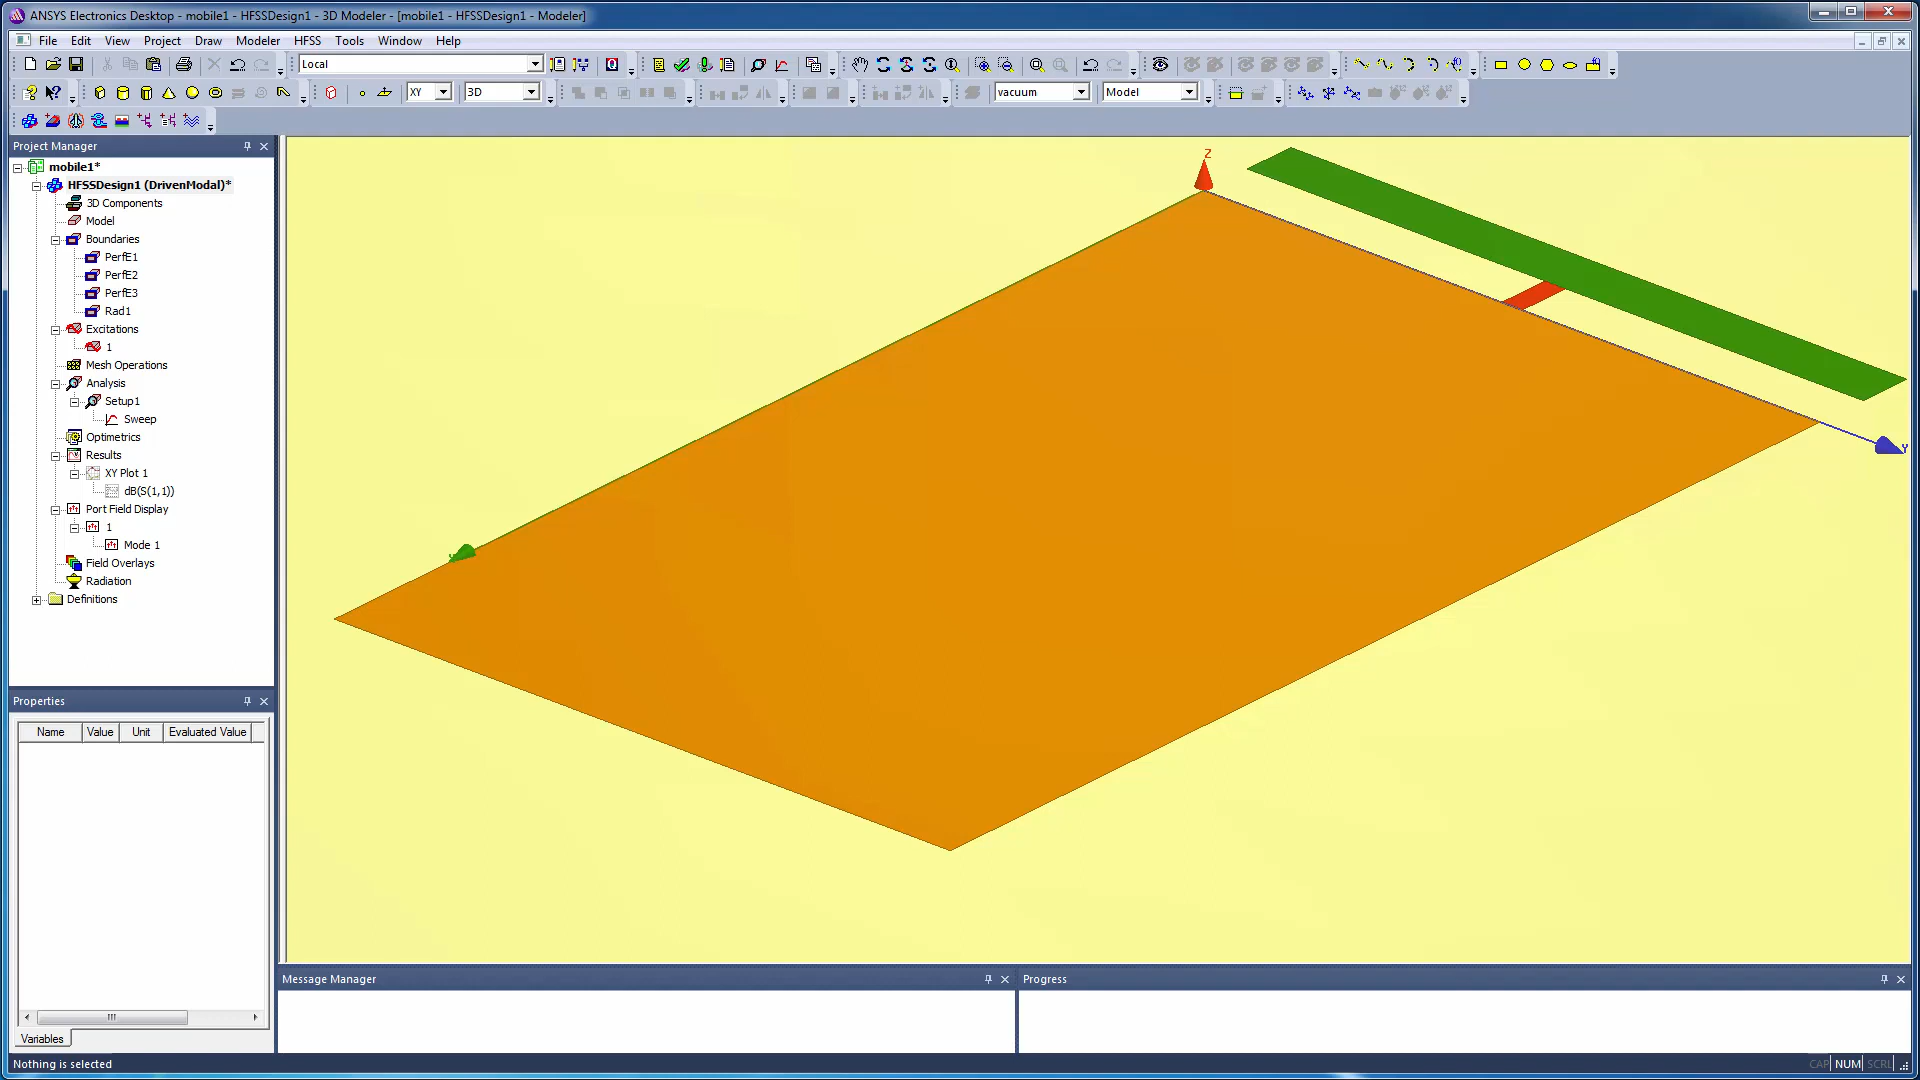 ANSYS Electronics Desktop - mobile1 - HFSSDesign1 - 3D Modeler - [mobile1 - HFSSDesign1 - Modeler]
File Edit View Project Draw Modeler HFSS Tools Window Help
Local
XY 3D vacuum Model
Project Manager
mobile1*
HFSSDesign1 (DrivenModal)*
3D Components
Model
Boundaries
PerfE1
PerfE2
PerfE3
Rad1
Excitations
1
Mesh Operations
Analysis
Setup1
Sweep
Optimetrics
Results
XY Plot 1
dB(S(1,1))
Port Field Display
1
Mode 1
Field Overlays
Radiation
Definitions
Z
Y
Properties
Name Value Unit Evaluated Value
Variables
Message Manager
Progress
Nothing is selected
CAP NUM SCRL